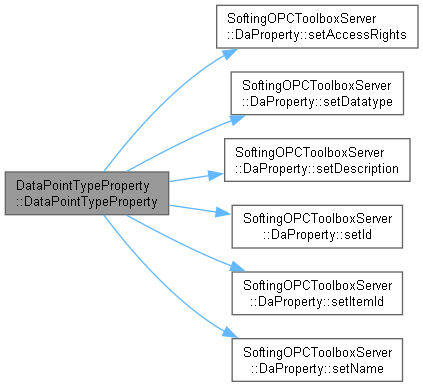 SoftingOPCToolboxServer
::DaProperty::setAccessRights
SoftingOPCToolboxServer
::DaProperty::setDatatype
SoftingOPCToolboxServer
::DaProperty::setDescription
DataPointTypeProperty
::DataPointTypeProperty
SoftingOPCToolboxServer
::DaProperty::setId
SoftingOPCToolboxServer
::DaProperty::setItemId
SoftingOPCToolboxServer
::DaProperty::setName